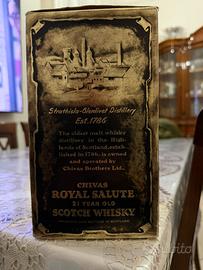 Strathisla-Glenlivet Distillery
Est. 1786
The oldest malt whisky
distillery in the High-
lands of Scotland, estab-
lished in 1786, is owned
and operated by
Chivas Brothers Ltd.
CHIVAS
ROYAL SALUTE
21 YEAR OLD
SCOTCH WHISKY
subito